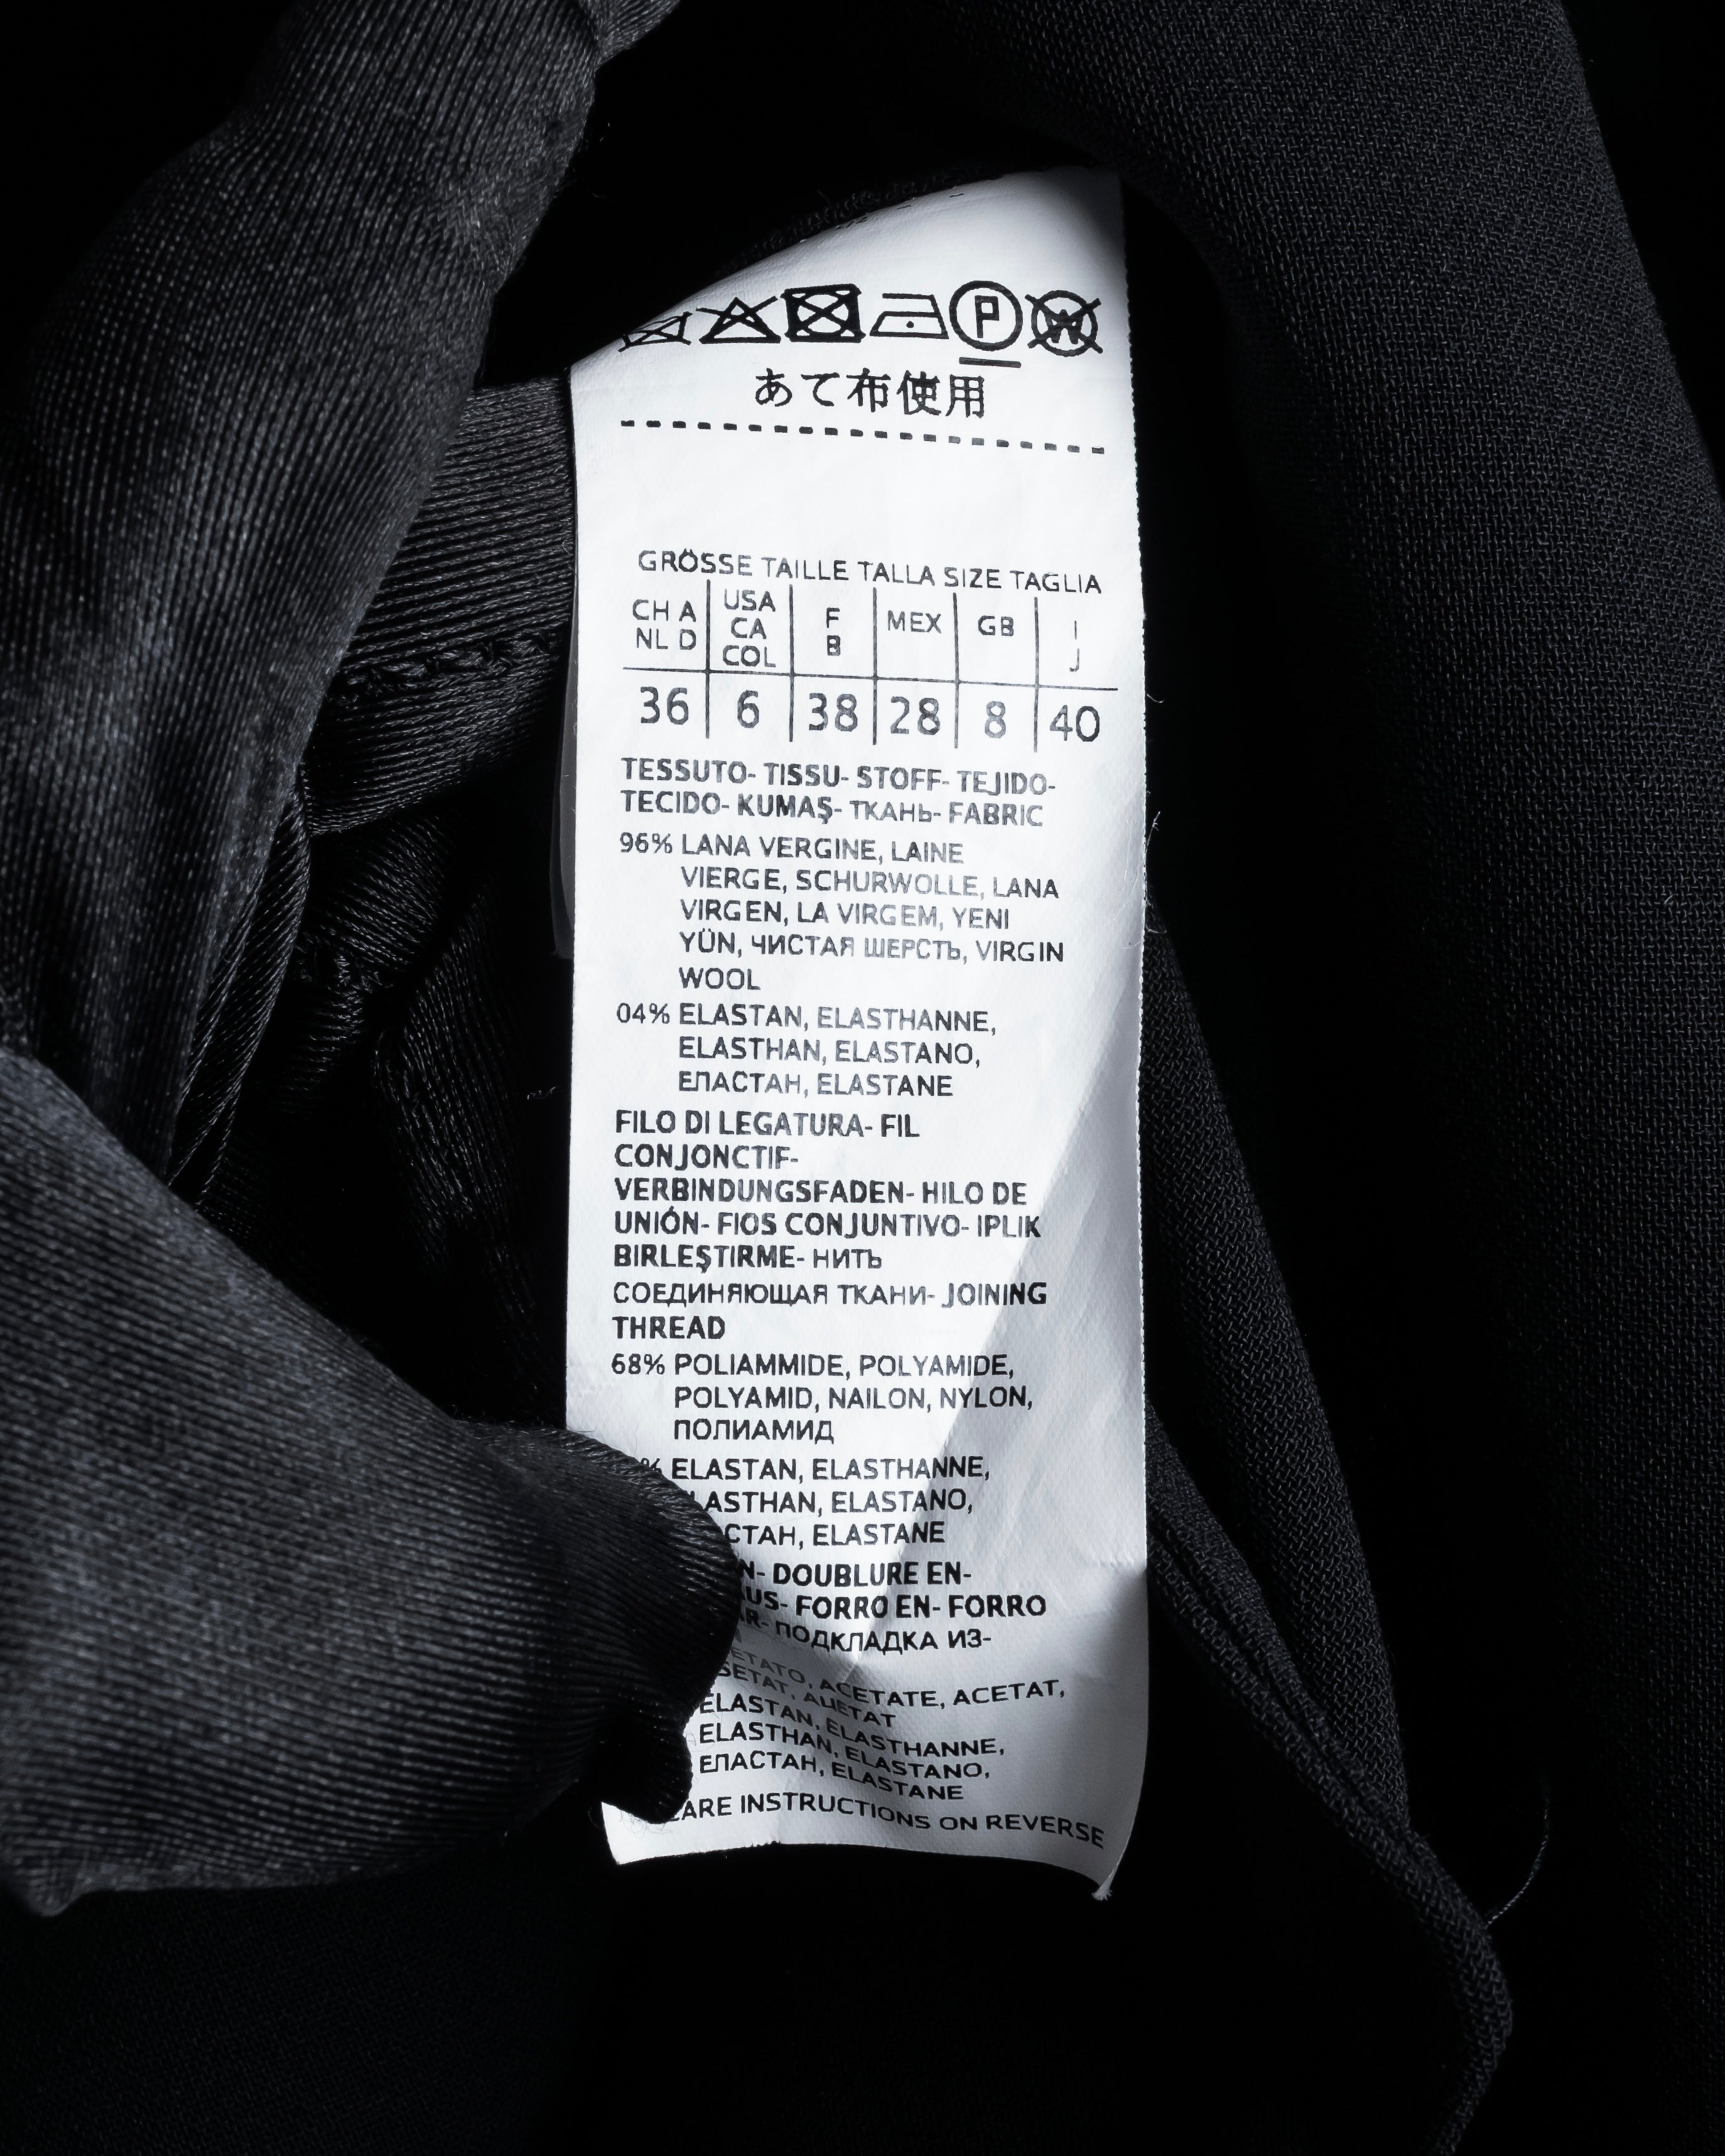 P W
あて布使用
GRÖSSE TAILLE TALLA SIZE TAGLIA
CH A NL D USA CA COL F B MEX GB I J
36 6 38 28 8 40
TESSUTO- TISSU- STOFF- TEJIDO-
TECIDO- KUMAŞ- ТКАНЬ- FABRIC
96% LANA VERGINE, LAINE
VIERGE, SCHURWOLLE, LANA
VIRGEN, LA VIRGEM, YENI
YÜN, ЧИСТАЯ ШЕРСТЬ, VIRGIN
WOOL
04% ELASTAN, ELASTHANNE,
ELASTHAN, ELASTANO,
ЕПАСТАН, ELASTANE
FILO DI LEGATURA- FIL
CONJONCTIF-
VERBINDUNGSFADEN- HILO DE
UNIÓN- FIOS CONJUNTIVO- IPLIK
BIRLEŞTIRME- НИТЬ
СОЕДИНЯЮЩАЯ ТКАНИ- JOINING
THREAD
68% POLIAMMIDE, POLYAMIDE,
POLYAMID, NAILON, NYLON,
ПОЛИАМИД
ELASTAN, ELASTHANNE,
ELASTANO,
ELASTANE
DOUBLURE EN-
FORRO EN- FORRO
ПОДКЛАДКА ИЗ-
ACETATE, ACETAT,
ELASTAN, ELASTHANNE,
ELASTHAN, ELASTANO,
ЕПАСТАН, ELASTANE
INSTRUCTIONS ON REVERSE